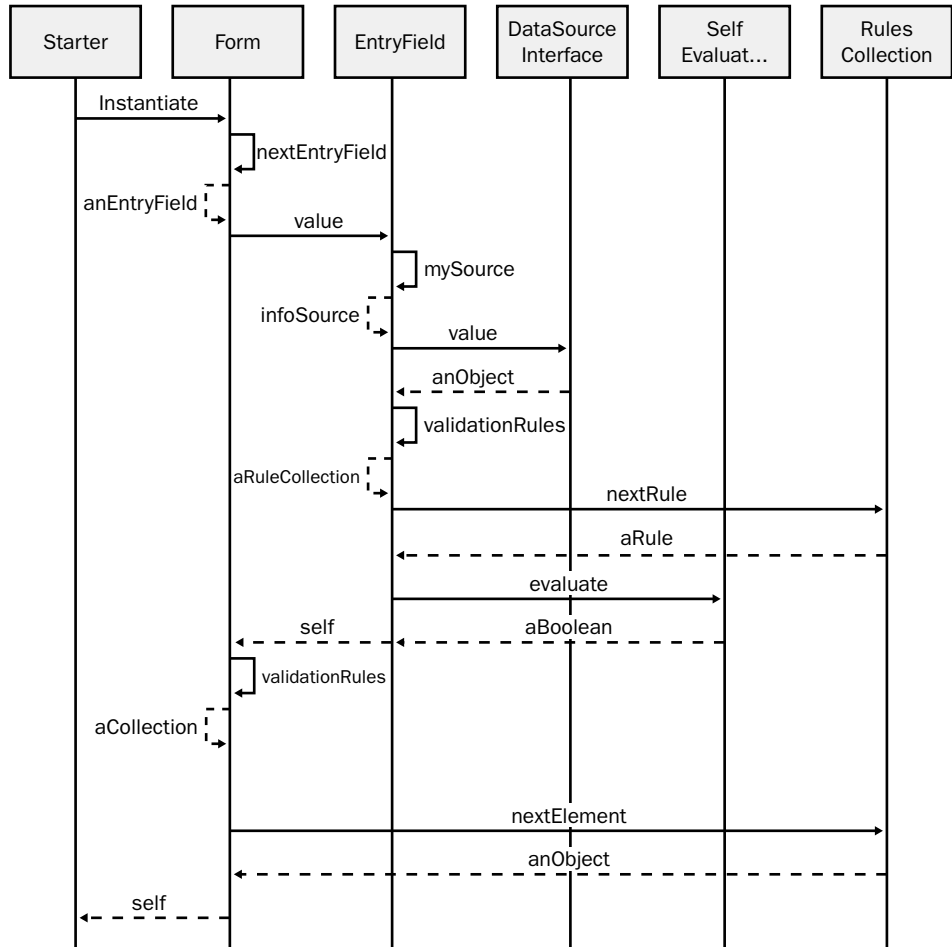 Starter
Form
EntryField
DataSource
Interface
Self
Evaluat...
Rules
Collection
Instantiate
nextEntryField
anEntryField
value
mySource
infoSource
value
anObject
validationRules
aRuleCollection
nextRule
aRule
evaluate
self
aBoolean
validationRules
aCollection
nextElement
anObject
self